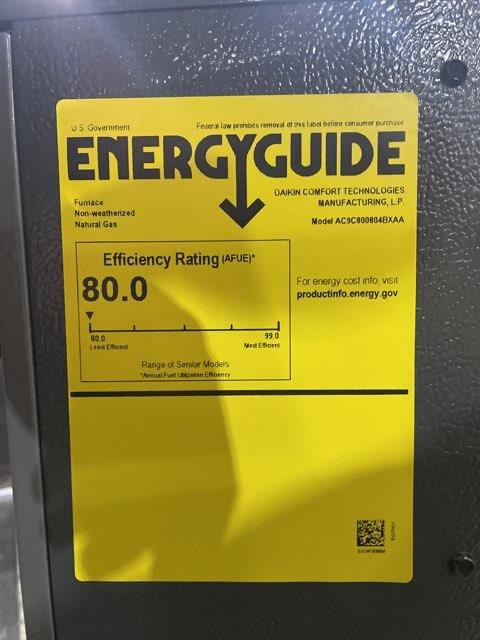 U.S. Government
Federal law prohibits removal of this label before consumer purchase
ENERGYGUIDE
Furnace
Non-weatherized
Natural Gas
DAIKIN COMFORT TECHNOLOGIES
MANUFACTURING, L.P.
Model AC9C800804BXAA
Efficiency Rating (AFUE)*
80.0
80.0
Least Efficient
99.0
Most Efficient
Range of Similar Models
*Annual Fuel Utilization Efficiency
For energy cost info, visit
productinfo.energy.gov